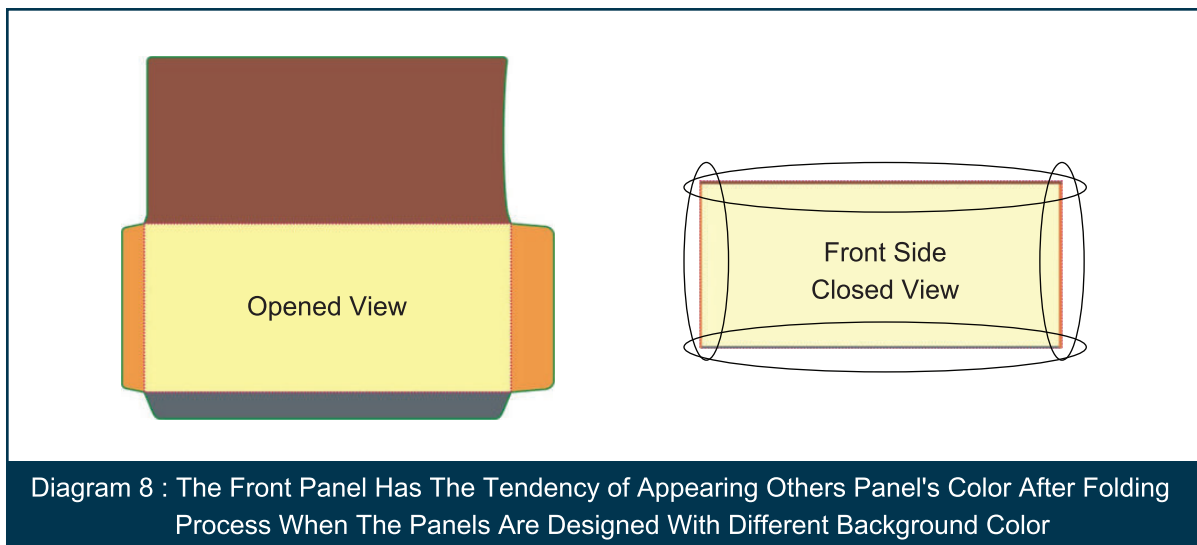 Opened View
Front Side
Closed View
Diagram 8 : The Front Panel Has The Tendency of Appearing Others Panel's Color After Folding
Process When The Panels Are Designed With Different Background Color